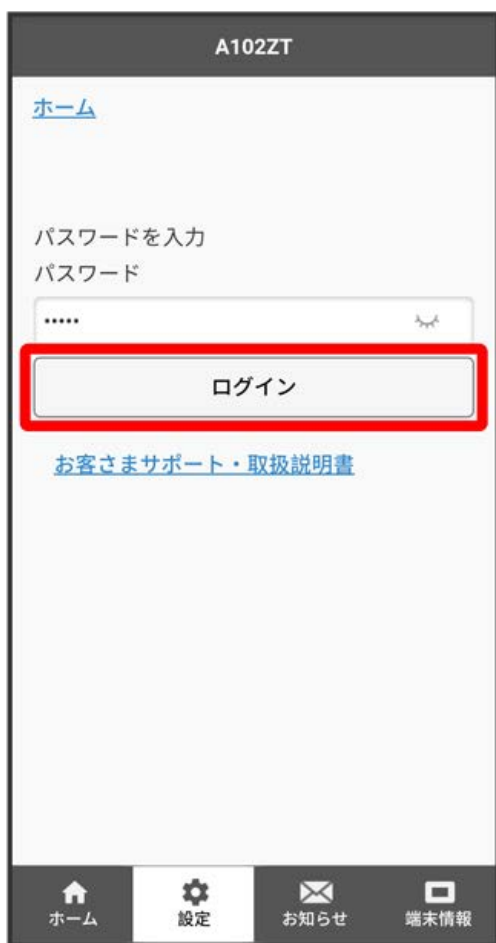 A102ZT
ホーム
パスワードを入力
パスワード
•••••
ログイン
お客さまサポート・取扱説明書
ホーム
設定
お知らせ
端末情報